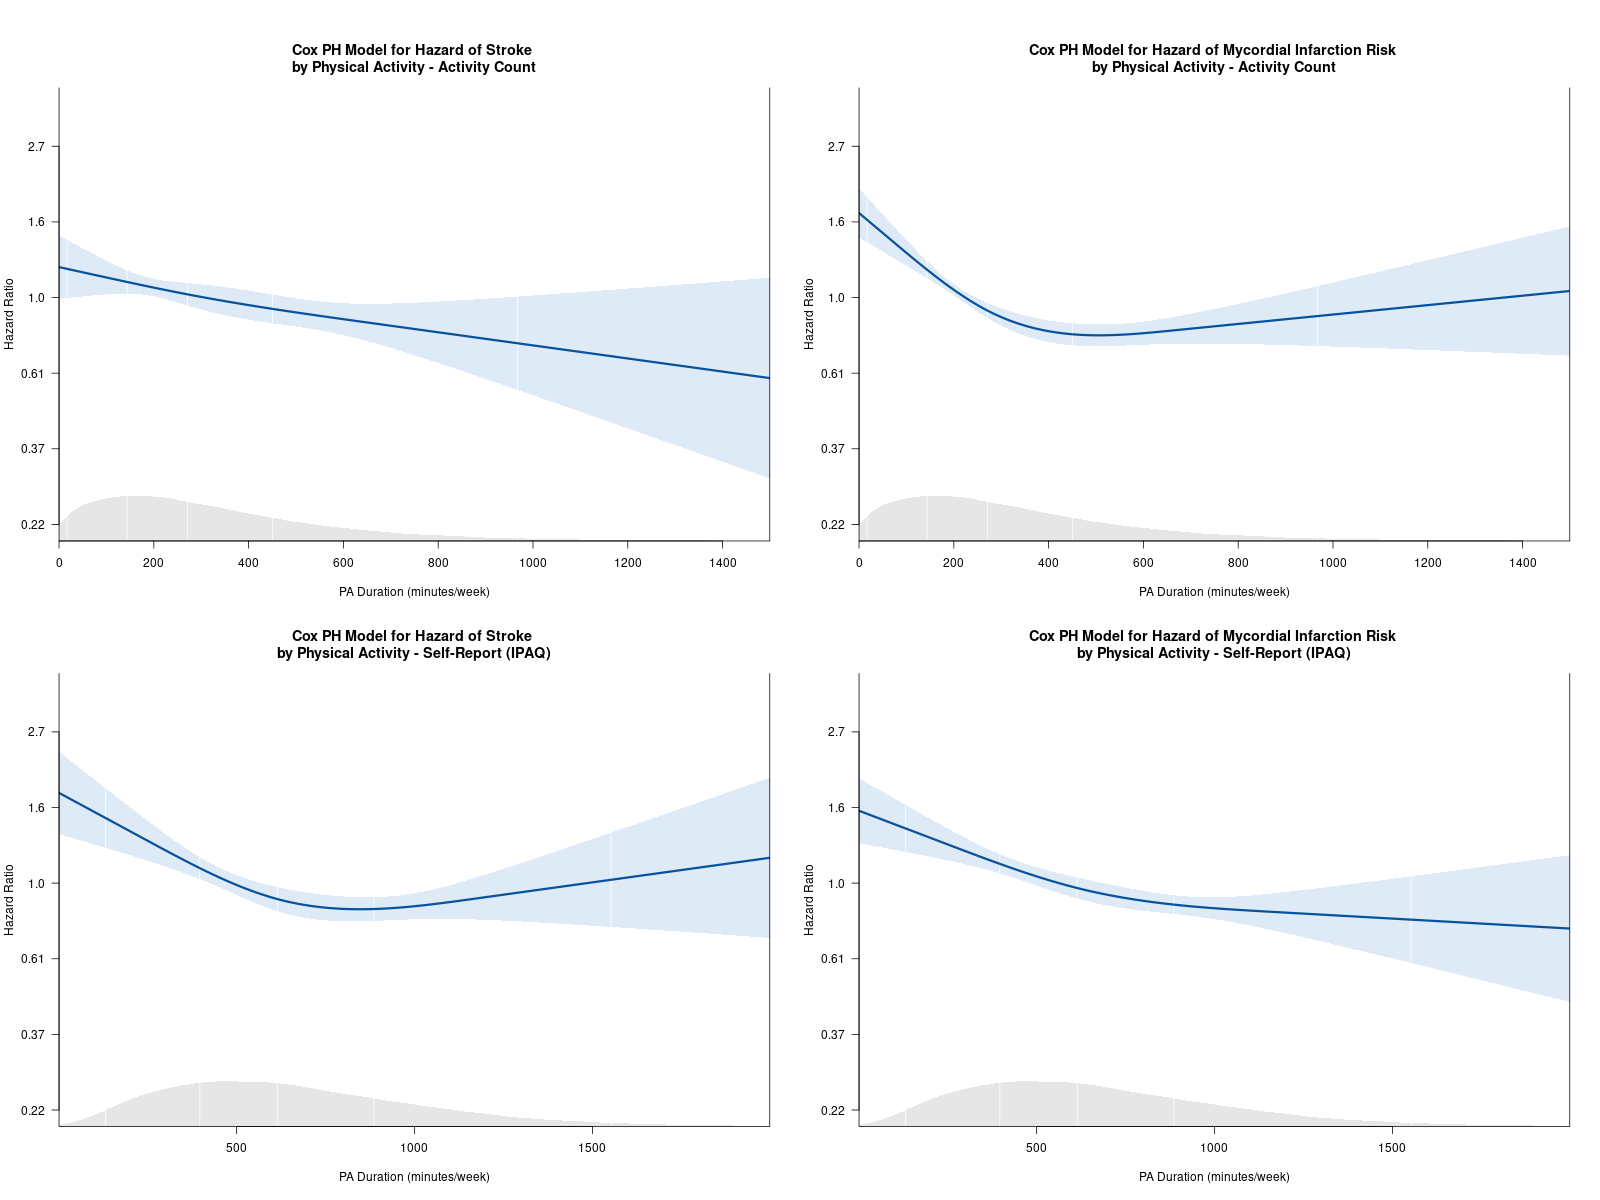 Cox PH Model for Hazard of Stroke
by Physical Activity - Activity Count
2.7
1.6
1.0
0.61
0.37
0.22
Hazard Ratio
0 200 400 600 800 1000 1200 1400
PA Duration (minutes/week)
Cox PH Model for Hazard of Mycordial Infarction Risk
by Physical Activity - Activity Count
2.7
1.6
1.0
0.61
0.37
0.22
Hazard Ratio
0 200 400 600 800 1000 1200 1400
PA Duration (minutes/week)
Cox PH Model for Hazard of Stroke
by Physical Activity - Self-Report (IPAQ)
2.7
1.6
1.0
0.61
0.37
0.22
Hazard Ratio
500 1000 1500
PA Duration (minutes/week)
Cox PH Model for Hazard of Mycordial Infarction Risk
by Physical Activity - Self-Report (IPAQ)
2.7
1.6
1.0
0.61
0.37
0.22
Hazard Ratio
500 1000 1500
PA Duration (minutes/week)